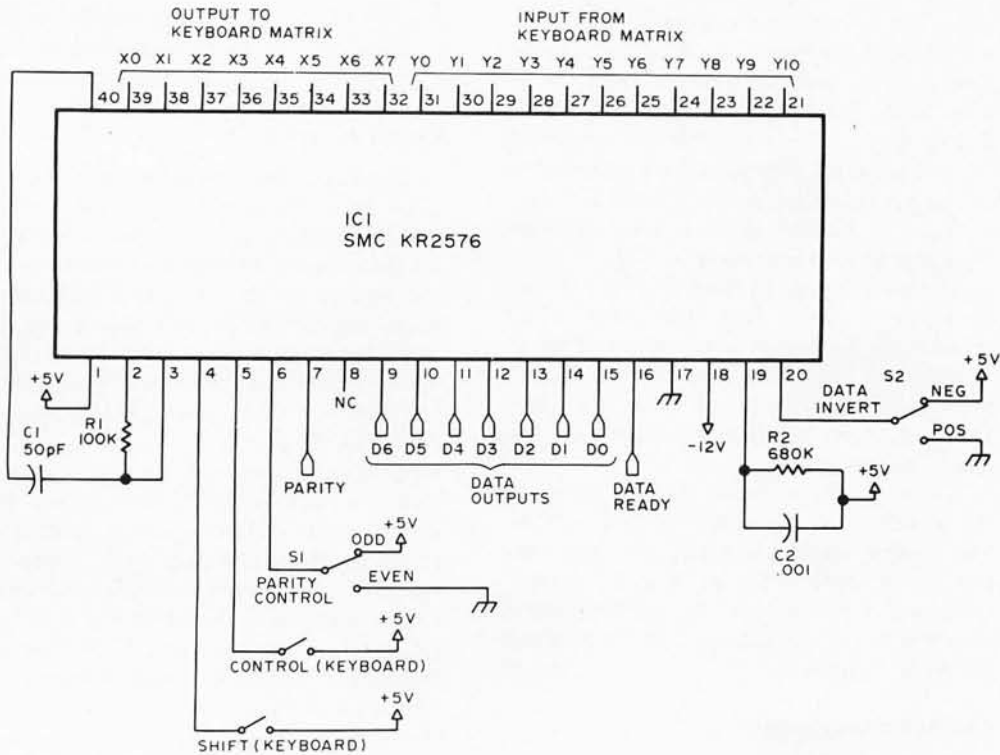 OUTPUT TO
KEYBOARD MATRIX
INPUT FROM
KEYBOARD MATRIX
X0 X1 X2 X3 X4 X5 X6 X7 Y0 Y1 Y2 Y3 Y4 Y5 Y6 Y7 Y8 Y9 Y10
40 39 38 37 36 35 34 33 32 31 30 29 28 27 26 25 24 23 22 21
IC1
SMC KR2576
1 2 3 4 5 6 7 8 9 10 11 12 13 14 15 16 17 18 19 20
+5V
C1
50pF
R1
100K
NC
D6 D5 D4 D3 D2 D1 D0
PARITY
DATA
OUTPUTS
DATA
READY
-12V
DATA
INVERT
S2
NEG
+5V
POS
R2
680K
+5V
C2
.001
S1
PARITY
CONTROL
ODD
+5V
EVEN
+5V
CONTROL (KEYBOARD)
+5V
SHIFT (KEYBOARD)